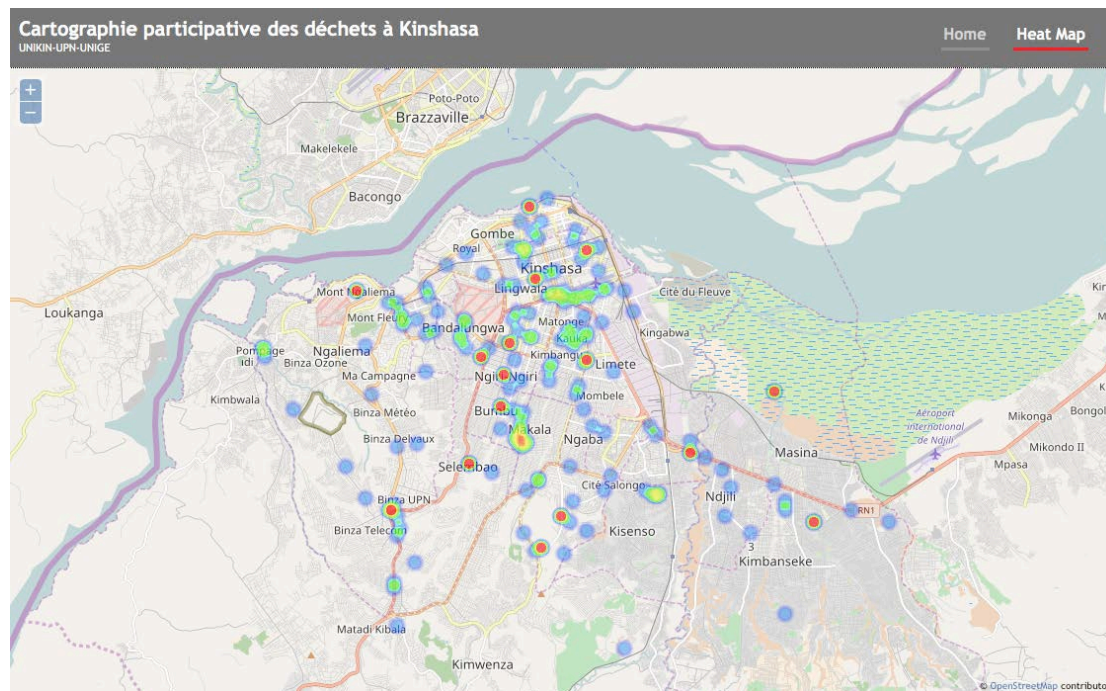 Cartographie participative des déchets à Kinshasa
UNIKIN-UPN-UNIGE
Home
Heat Map
+
−
Poto-Poto
Brazzaville
Makelekele
Bacongo
Gombe
Royal
Kinshasa
Lingwala
Cité du Fleuve
Loukanga
Mont Fleury
Bandalungwa
Matonge
Kauka
Kingabwa
Pompage
Ngaliema
Binza Ozone
Kimbangu
Limete
Ma Campagne
Ngiri Ngiri
Kimbwala
Mombele
Binza Météo
Bumbu
Aéroport
international
de Ndjili
Mikonga
Makala
Ngaba
Binza Delvaux
Masina
Mikondo II
Mpasa
Selembao
Cité Salongo
Ndjili
Binza UPN
RN1
Binza Telecom
Kisenso
3
Kimbanseke
Matadi Kibala
Kimwenza
© OpenStreetMap contributo